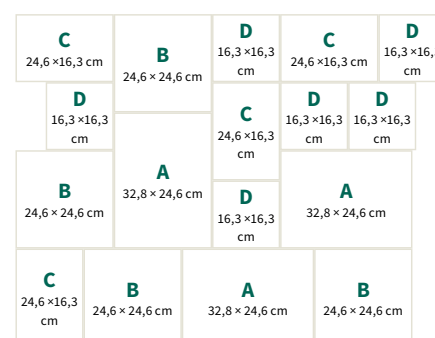 C
24,6 ×16,3 cm
B
24,6 × 24,6 cm
D
16,3 ×16,3
cm
C
24,6 ×16,3 cm
D
16,3 ×16,3
cm
D
16,3 ×16,3
cm
C
24,6 ×16,3
cm
D
16,3 ×16,3
cm
D
16,3 ×16,3
cm
B
24,6 × 24,6 cm
A
32,8 × 24,6 cm
D
16,3 ×16,3
cm
A
32,8 × 24,6 cm
C
24,6 ×16,3
cm
B
24,6 × 24,6 cm
A
32,8 × 24,6 cm
B
24,6 × 24,6 cm